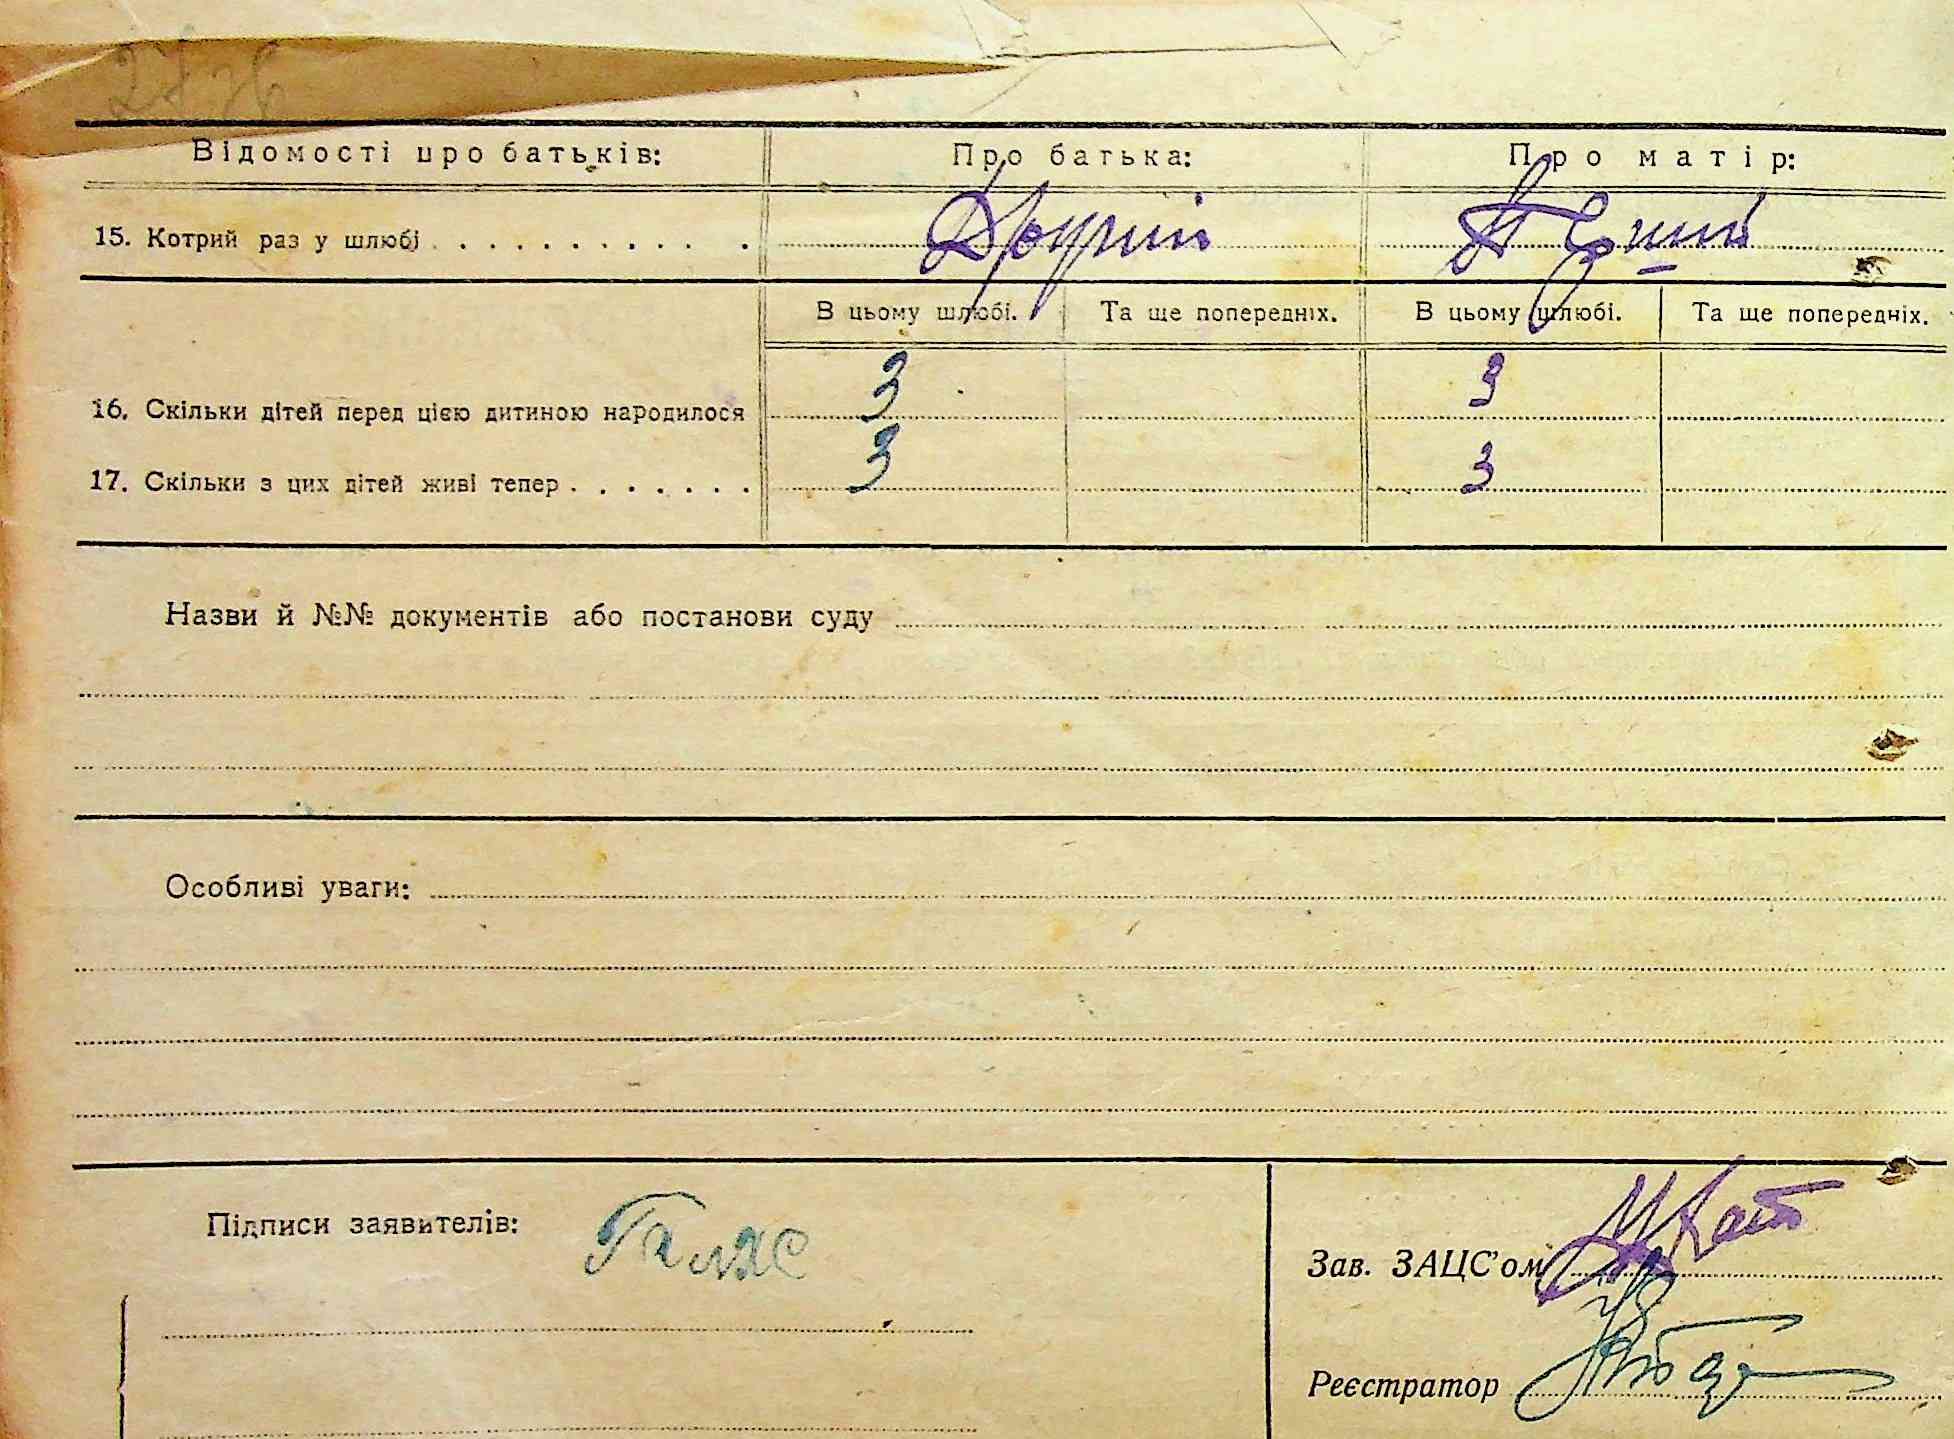 Відомості про батьків: Про батька: Про матір:
15. Котрий раз у шлюбі . . . . . . . . . . Другий Перший
В цьому шлюбі. Та ще попередніх. В цьому шлюбі. Та ще попередніх.
16. Скільки дітей перед цією дитиною народилося 3 3
17. Скільки з цих дітей живі тепер . . . . . . . 3 3
Назви й №№ документів або постанови суду
Особливі уваги:
Підписи заявителів: Галяс
Зав. ЗАЦС'ом
Реєстратор